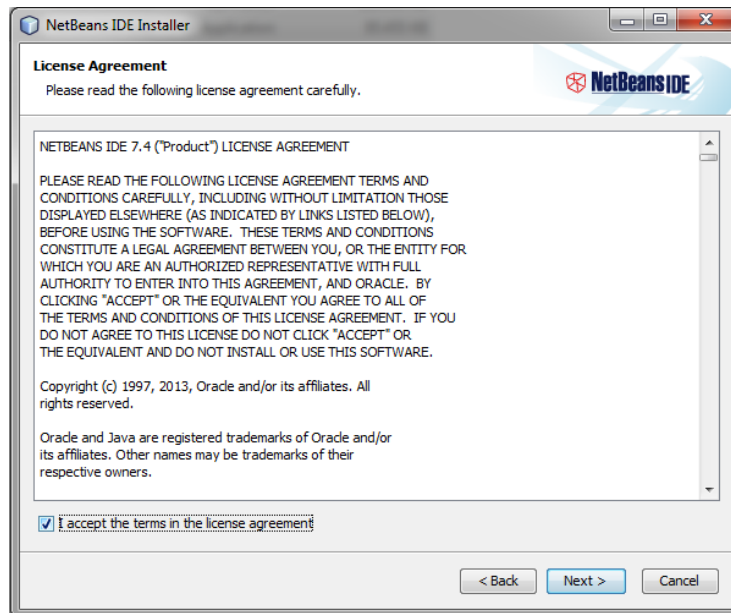 NetBeans IDE Installer
License Agreement
Please read the following license agreement carefully.
NetBeans IDE
NETBEANS IDE 7.4 ("Product") LICENSE AGREEMENT
PLEASE READ THE FOLLOWING LICENSE AGREEMENT TERMS AND
CONDITIONS CAREFULLY, INCLUDING WITHOUT LIMITATION THOSE
DISPLAYED ELSEWHERE (AS INDICATED BY LINKS LISTED BELOW),
BEFORE USING THE SOFTWARE.  THESE TERMS AND CONDITIONS
CONSTITUTE A LEGAL AGREEMENT BETWEEN YOU, OR THE ENTITY FOR
WHICH YOU ARE AN AUTHORIZED REPRESENTATIVE WITH FULL
AUTHORITY TO ENTER INTO THIS AGREEMENT, AND ORACLE.  BY
CLICKING "ACCEPT" OR THE EQUIVALENT YOU AGREE TO ALL OF
THE TERMS AND CONDITIONS OF THIS LICENSE AGREEMENT.  IF YOU
DO NOT AGREE TO THIS LICENSE DO NOT CLICK "ACCEPT" OR
THE EQUIVALENT AND DO NOT INSTALL OR USE THIS SOFTWARE.
Copyright (c) 1997, 2013, Oracle and/or its affiliates. All
rights reserved.
Oracle and Java are registered trademarks of Oracle and/or
its affiliates. Other names may be trademarks of their
respective owners.
I accept the terms in the license agreement
< Back
Next >
Cancel